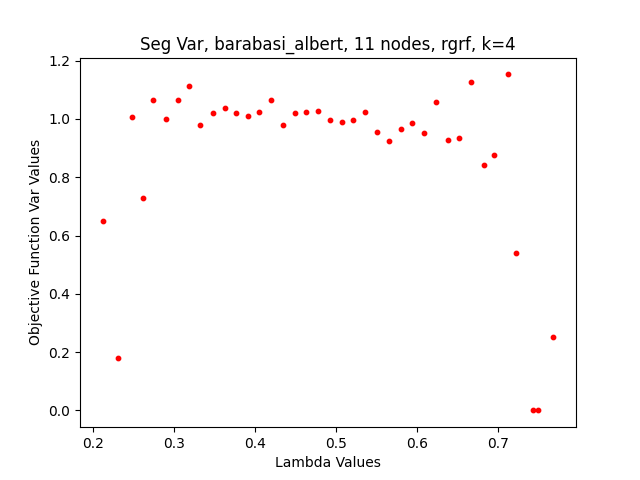 Seg Var, barabasi_albert, 11 nodes, rgrf, k=4
Objective Function Var Values
1.2
1.0
0.8
0.6
0.4
0.2
0.0
0.2 0.3 0.4 0.5 0.6 0.7
Lambda Values